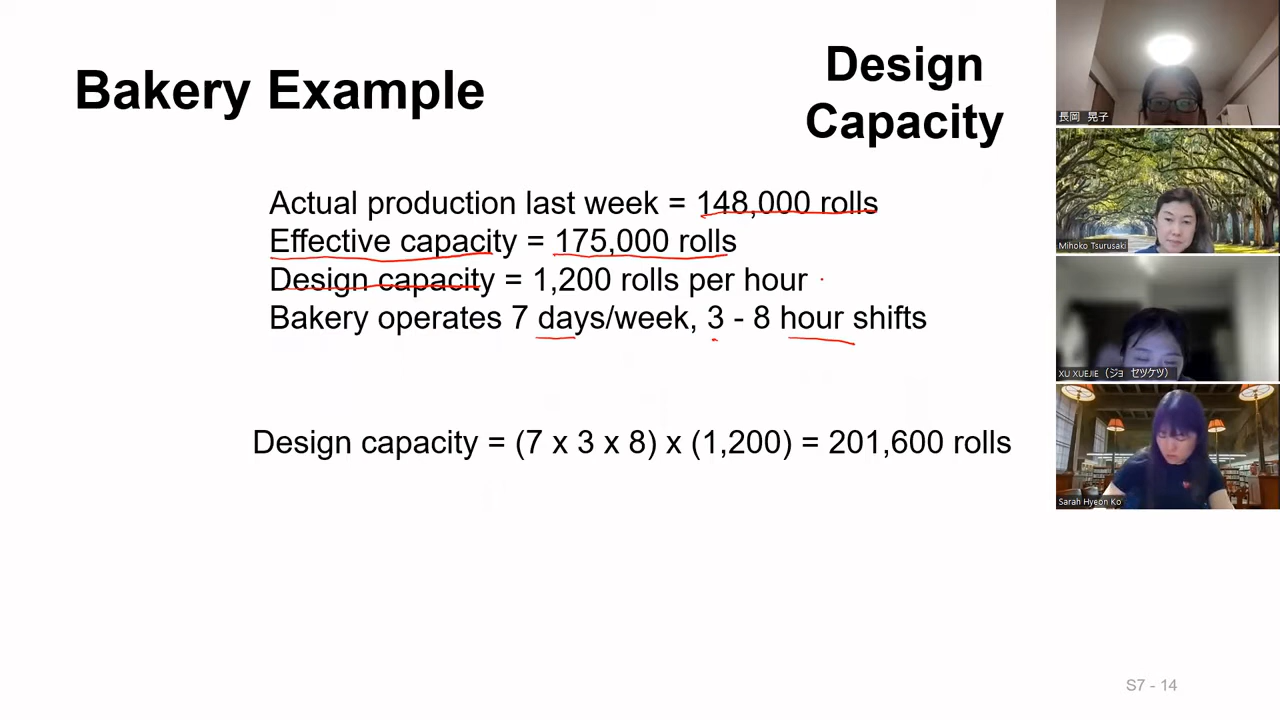 Bakery Example
Design
Capacity
Actual production last week = 148,000 rolls
Effective capacity = 175,000 rolls
Design capacity = 1,200 rolls per hour
Bakery operates 7 days/week, 3 - 8 hour shifts
Design capacity = (7 x 3 x 8) x (1,200) = 201,600 rolls
S7 - 14
長岡 晃子
Mihoko Tsurusaki
XU XUEJIE（ジョ セツケツ）
Sarah Hyeon Ko